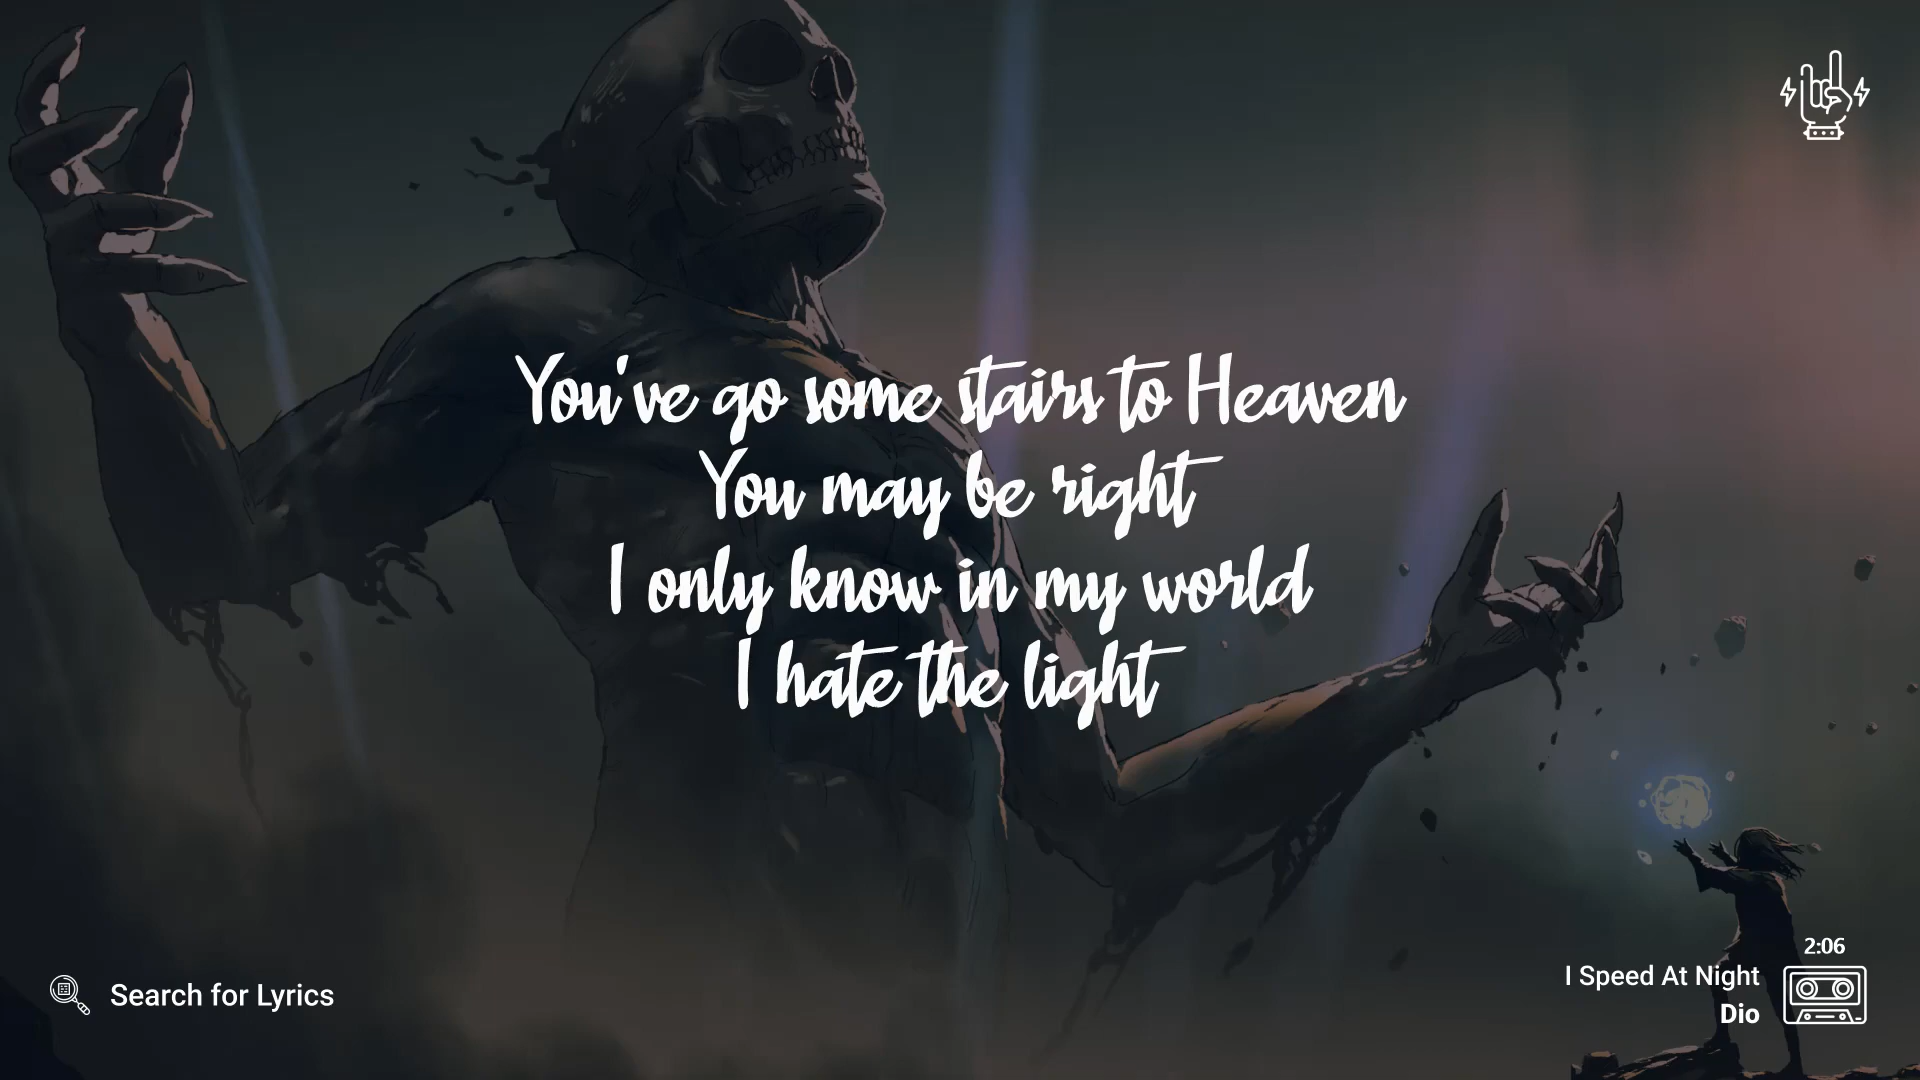 You've go some stairs to Heaven
You may be right
I only know in my world
I hate the light
Search for Lyrics
2:06
I Speed At Night
Dio